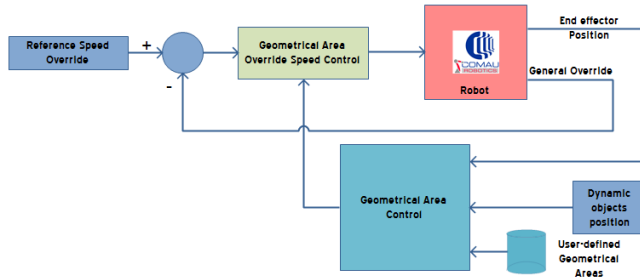 End effector
Position
Reference Speed
Override
+
-
Geometrical Area
Override Speed Control
COMAU
ROBOTICS
Robot
General Override
Geometrical Area
Control
Dynamic
objects
position
User-defined
Geometrical
Areas